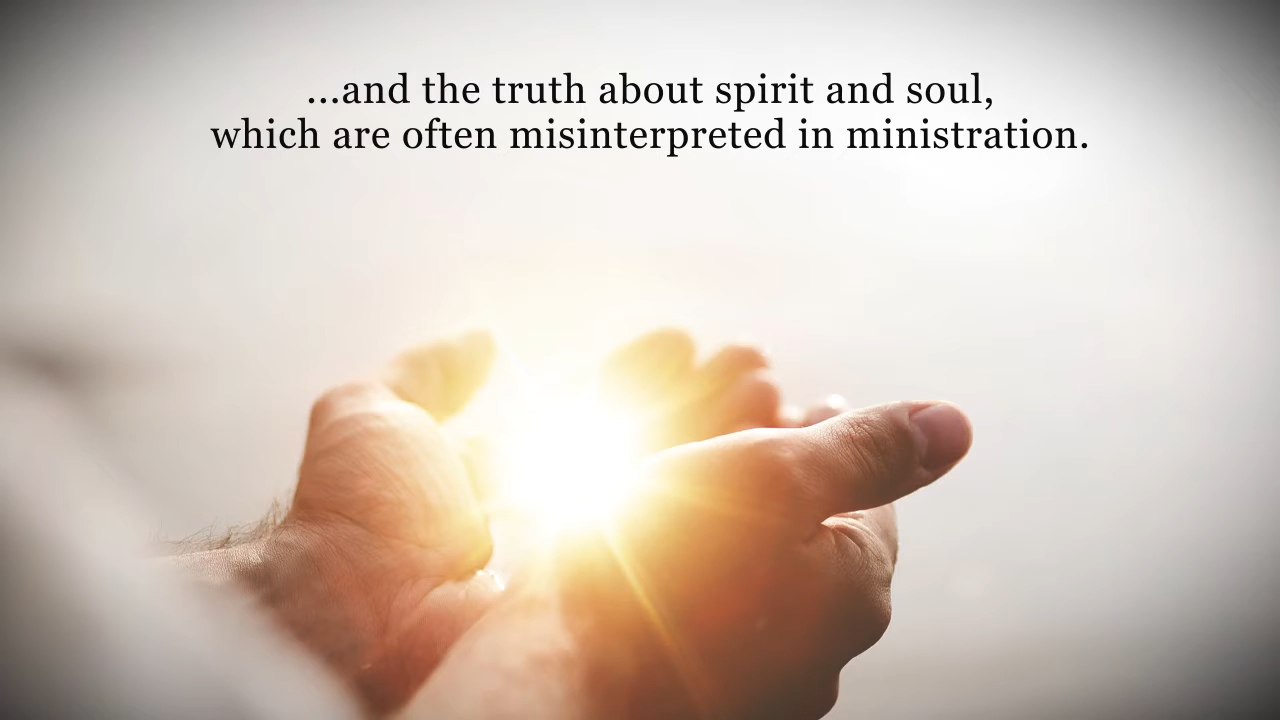 ...and the truth about spirit and soul,
which are often misinterpreted in ministration.